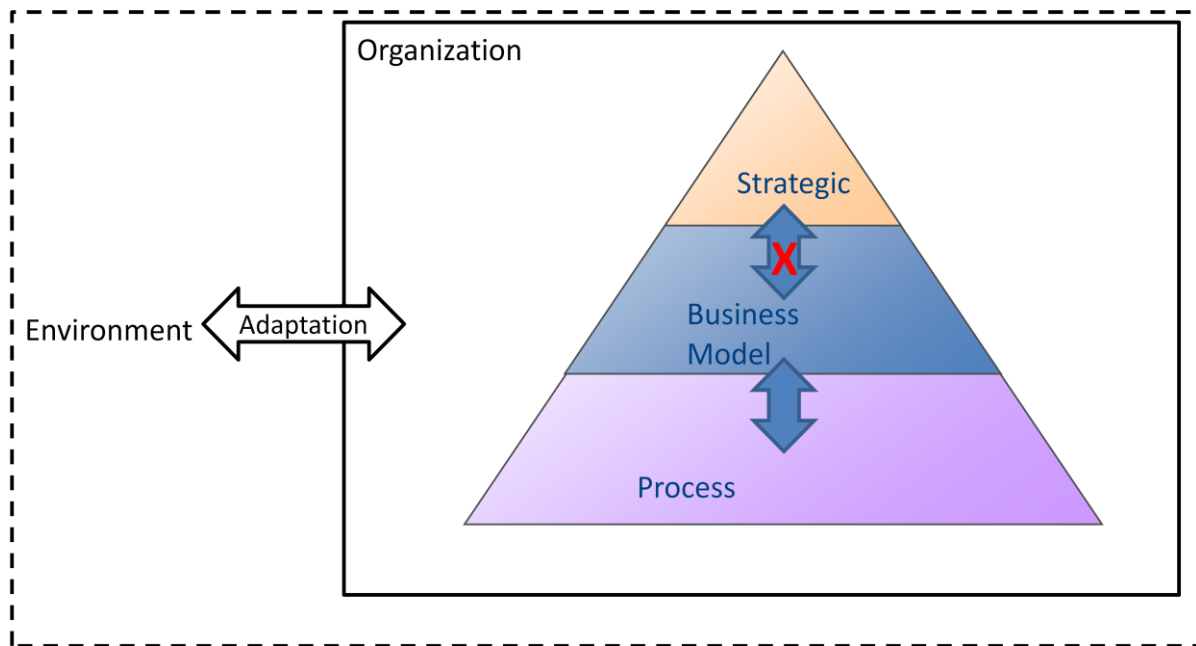 Organization
Strategic
X
Business
Model
Environment
Adaptation
Process